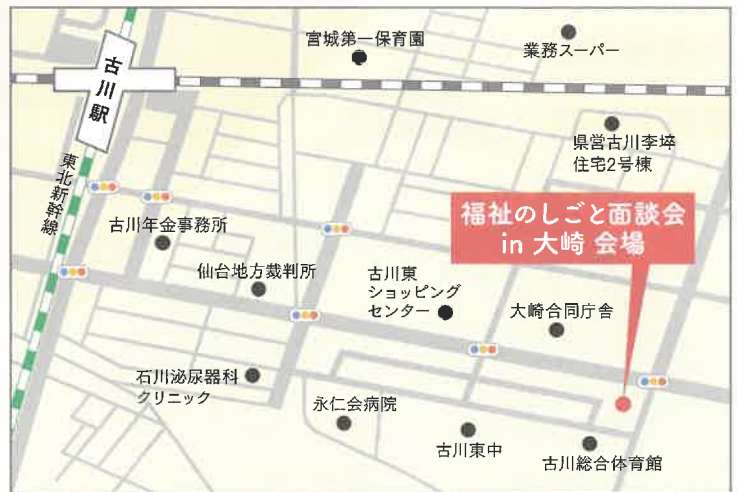 宮城第一保育園
業務スーパー
古川駅
県営古川李埣
住宅2号棟
東北新幹線
福祉のしごと面談会
in 大崎 会場
古川年金事務所
仙台地方裁判所
古川東
ショッピング
センター
大崎合同庁舎
石川泌尿器科
クリニック
永仁会病院
古川東中
古川総合体育館